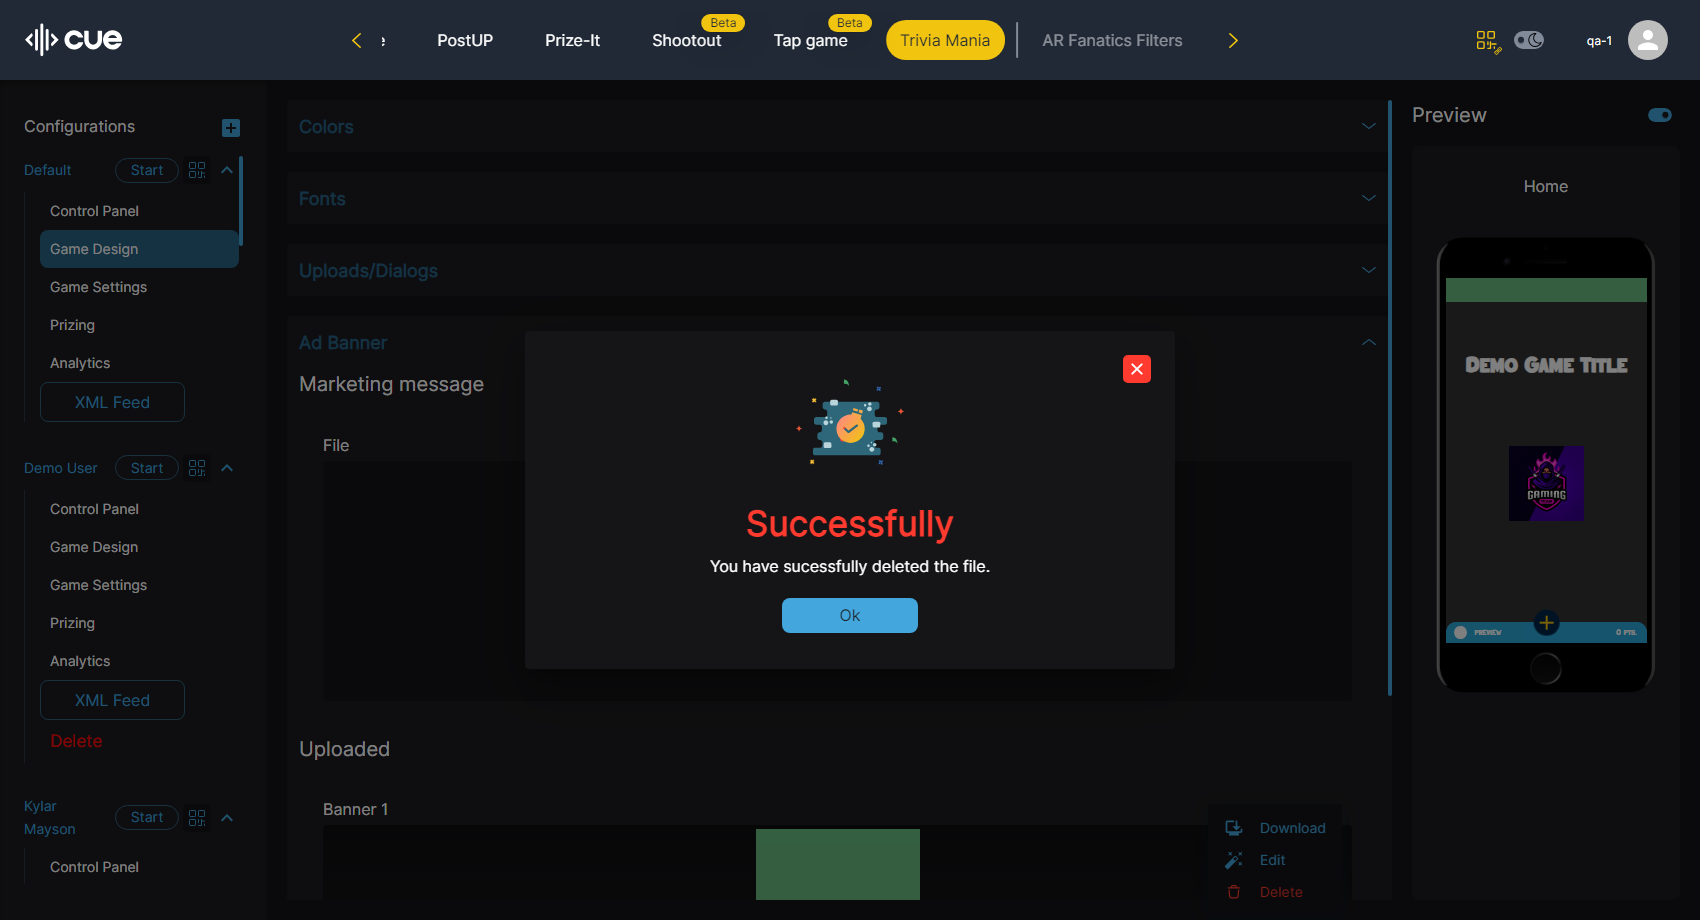 cue
PostUP
Prize-It
Beta
Shootout
Beta
Tap game
Trivia Mania
AR Fanatics Filters
qa-1
Configurations
Default
Start
Control Panel
Game Design
Game Settings
Prizing
Analytics
XML Feed
Demo User
Start
Control Panel
Game Design
Game Settings
Prizing
Analytics
XML Feed
Delete
Kylar
Mayson
Start
Control Panel
Colors
Fonts
Uploads/Dialogs
Ad Banner
Marketing message
File
Successfully
You have sucessfully deleted the file.
Ok
Uploaded
Banner 1
Download
Edit
Delete
Preview
Home
DEMO GAME TITLE
GAMING
PREVIEW
0 PTS.